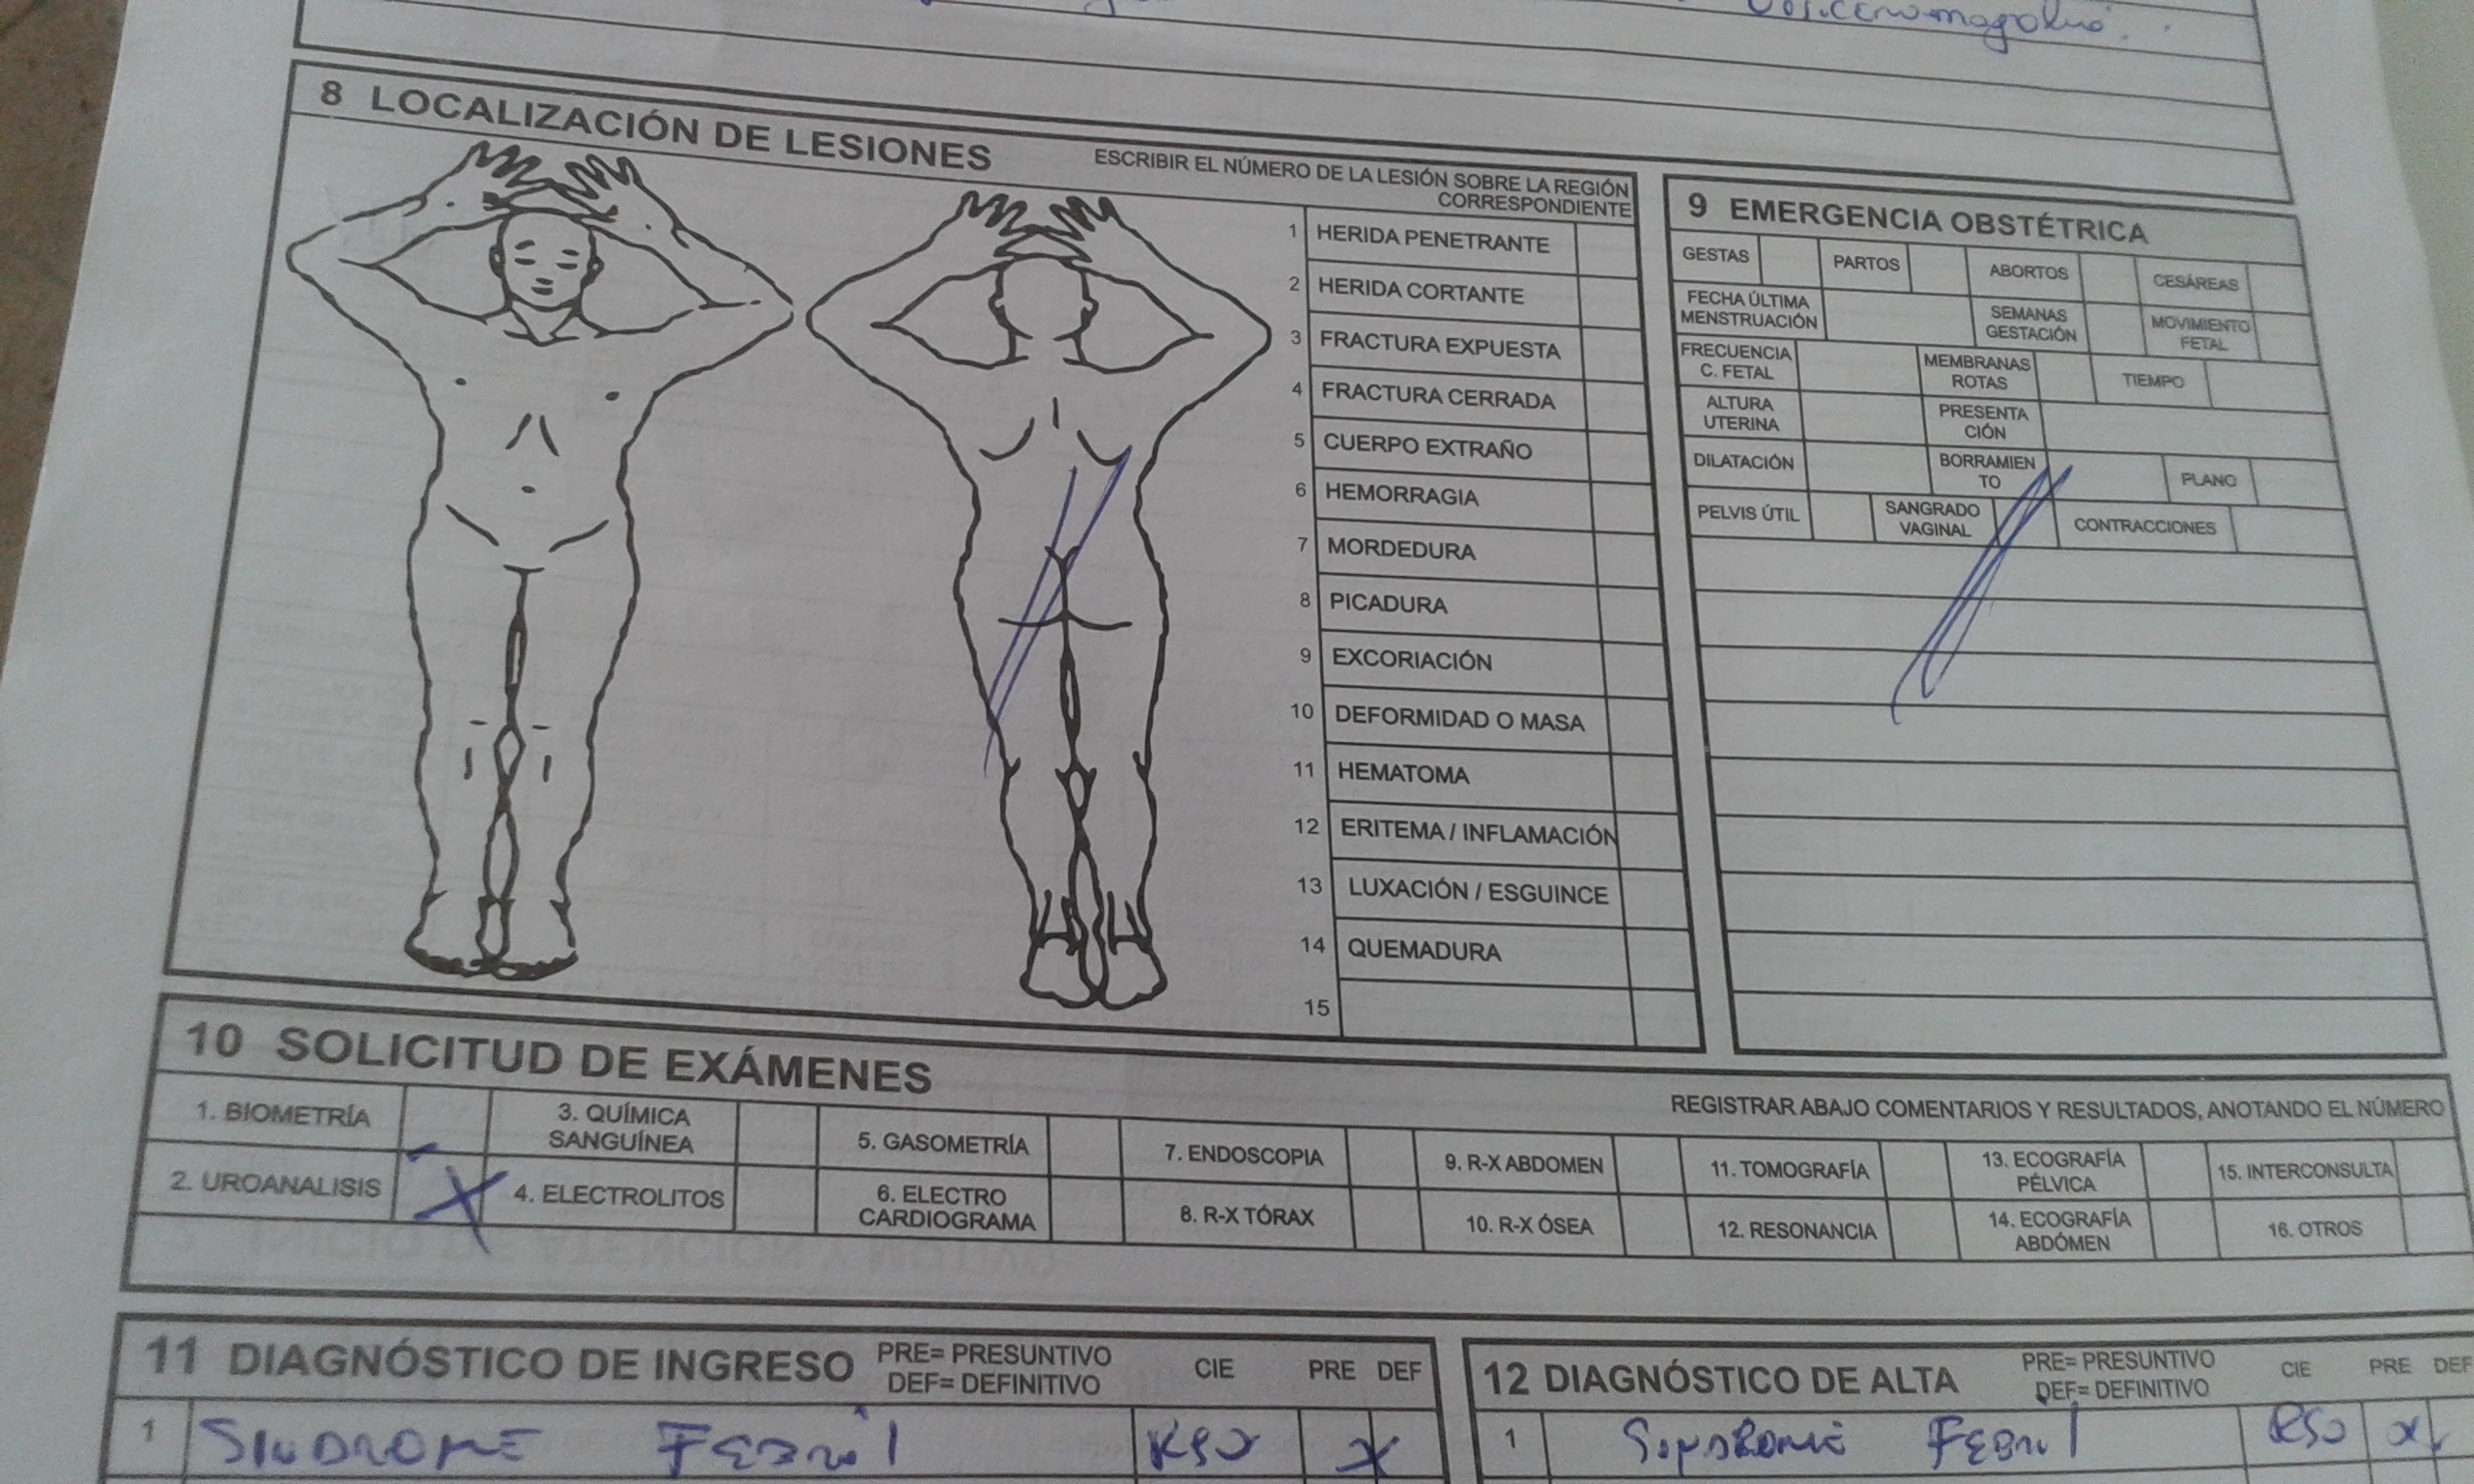 Visceromegalias.
8 LOCALIZACIÓN DE LESIONES
ESCRIBIR EL NÚMERO DE LA LESIÓN SOBRE LA REGIÓN
CORRESPONDIENTE
1 HERIDA PENETRANTE
2 HERIDA CORTANTE
3 FRACTURA EXPUESTA
4 FRACTURA CERRADA
5 CUERPO EXTRAÑO
6 HEMORRAGIA
7 MORDEDURA
8 PICADURA
9 EXCORIACIÓN
10 DEFORMIDAD O MASA
11 HEMATOMA
12 ERITEMA / INFLAMACIÓN
13 LUXACIÓN / ESGUINCE
14 QUEMADURA
15
9 EMERGENCIA OBSTÉTRICA
GESTAS PARTOS ABORTOS CESÁREAS
FECHA ÚLTIMA
MENSTRUACIÓN
SEMANAS
GESTACIÓN
MOVIMIENTO
FETAL
FRECUENCIA
C. FETAL
MEMBRANAS
ROTAS
TIEMPO
ALTURA
UTERINA
PRESENTA
CIÓN
DILATACIÓN
BORRAMIEN
TO
PLANO
PELVIS ÚTIL
SANGRADO
VAGINAL
CONTRACCIONES
10 SOLICITUD DE EXÁMENES
REGISTRAR ABAJO COMENTARIOS Y RESULTADOS, ANOTANDO EL NÚMERO
1. BIOMETRÍA
3. QUÍMICA
SANGUÍNEA
5. GASOMETRÍA
7. ENDOSCOPIA
9. R-X ABDOMEN
11. TOMOGRAFÍA
13. ECOGRAFÍA
PÉLVICA
15. INTERCONSULTA
2. UROANALISIS X
4. ELECTROLITOS
6. ELECTRO
CARDIOGRAMA
8. R-X TÓRAX
10. R-X ÓSEA
12. RESONANCIA
14. ECOGRAFÍA
ABDÓMEN
16. OTROS
11 DIAGNÓSTICO DE INGRESO
PRE= PRESUNTIVO
DEF= DEFINITIVO
CIE PRE DEF
1 SINDROME FEBRIL R50X X
12 DIAGNÓSTICO DE ALTA
PRE= PRESUNTIVO
DEF= DEFINITIVO
CIE PRE DEF
1 SINDROME FEBRIL R50 X